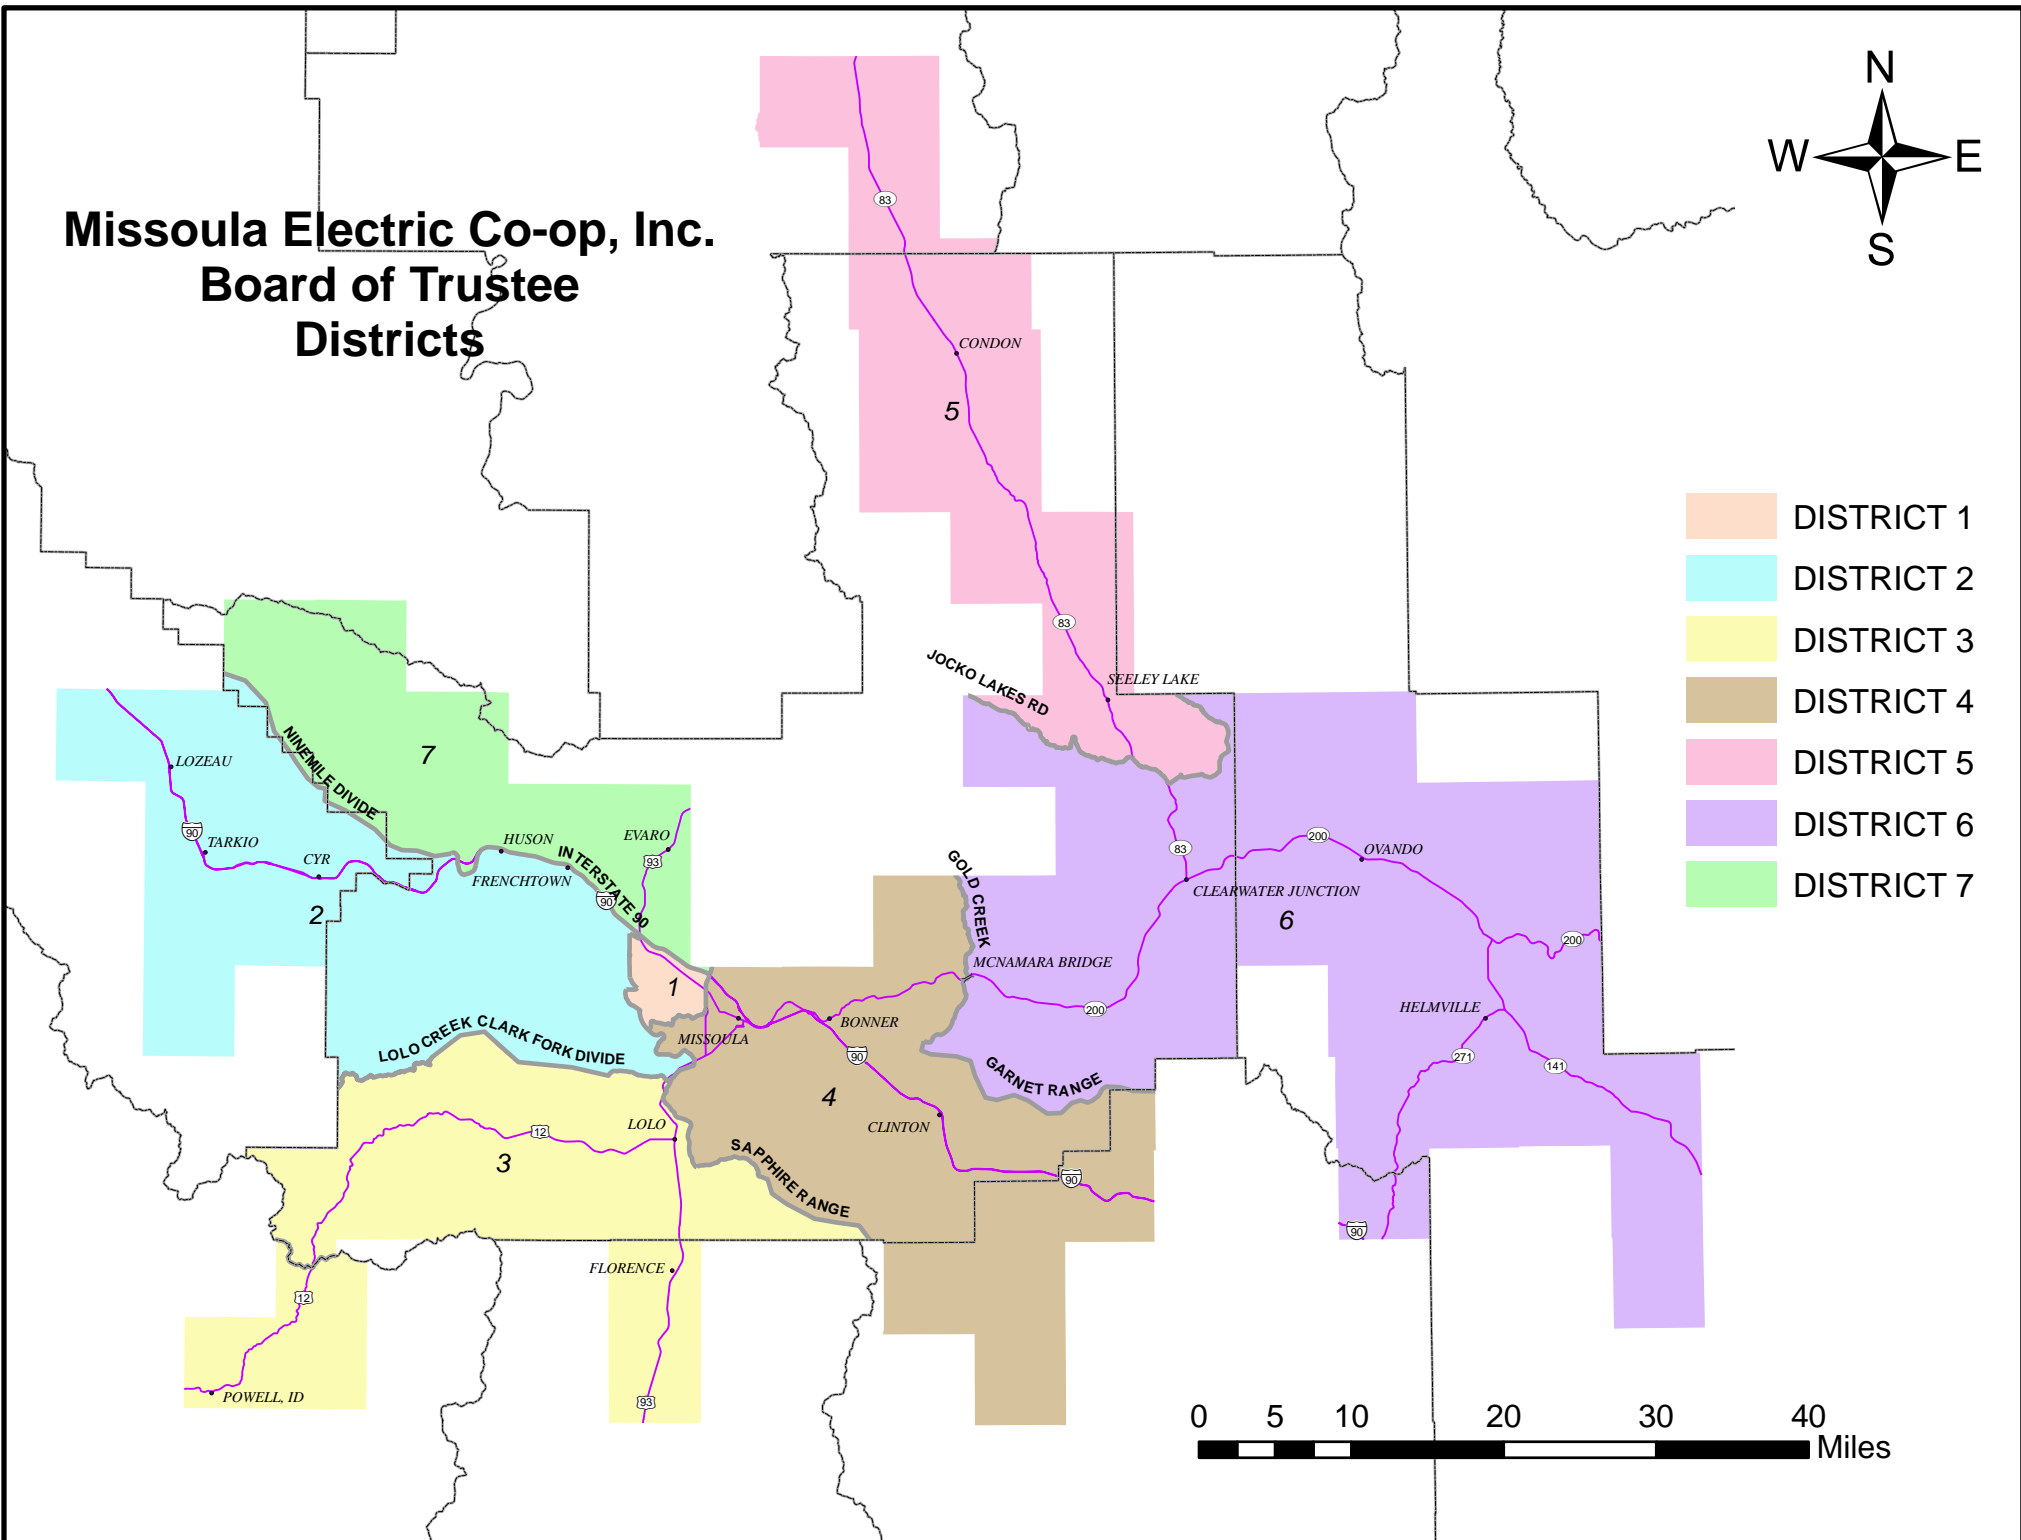 N
W
E
S
Missoula Electric Co-op, Inc.
Board of Trustee
Districts
83
CONDON
5
DISTRICT 1
DISTRICT 2
DISTRICT 3
DISTRICT 4
DISTRICT 5
DISTRICT 6
DISTRICT 7
83
JOCKO LAKES RD
SEELEY LAKE
7
NINEMILE DIVIDE
LOZEAU
90
TARKIO
CYR
HUSON
FRENCHTOWN
INTERSTATE 90
EVARO
93
90
2
83
200
OVANDO
CLEARWATER JUNCTION
6
GOLD CREEK
200
MCNAMARA BRIDGE
1
200
HELMVILLE
MISSOULA
BONNER
90
LOLO CREEK CLARK FORK DIVIDE
271
141
GARNET RANGE
4
CLINTON
LOLO
12
3
SAPPHIRE RANGE
90
90
FLORENCE
12
POWELL, ID
93
0 5 10 20 30 40
Miles